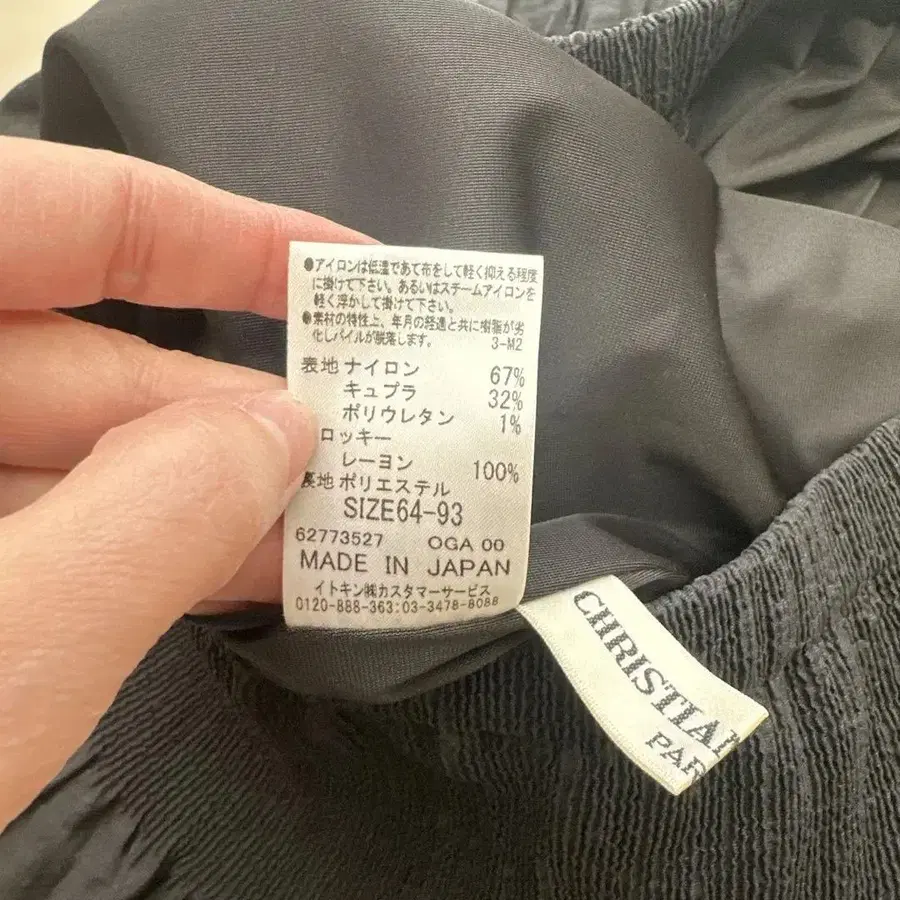 ●アイロンは低温であて布をして軽く抑える程度
に掛けて下さい。あるいはスチームアイロンを
軽く浮かして掛けて下さい。
●素材の特性上、年月の経過と共に樹脂が劣
化しパイルが脱落します。
3-M2
表地 ナイロン 67%
キュプラ 32%
ポリウレタン 1%
ロッキー
レーヨン 100%
裏地 ポリエステル
SIZE64-93
62773527 OGA 00
MADE IN JAPAN
イトキン㈱カスタマーサービス
0120-888-363:03-3478-8088
CHRISTIA
PAR